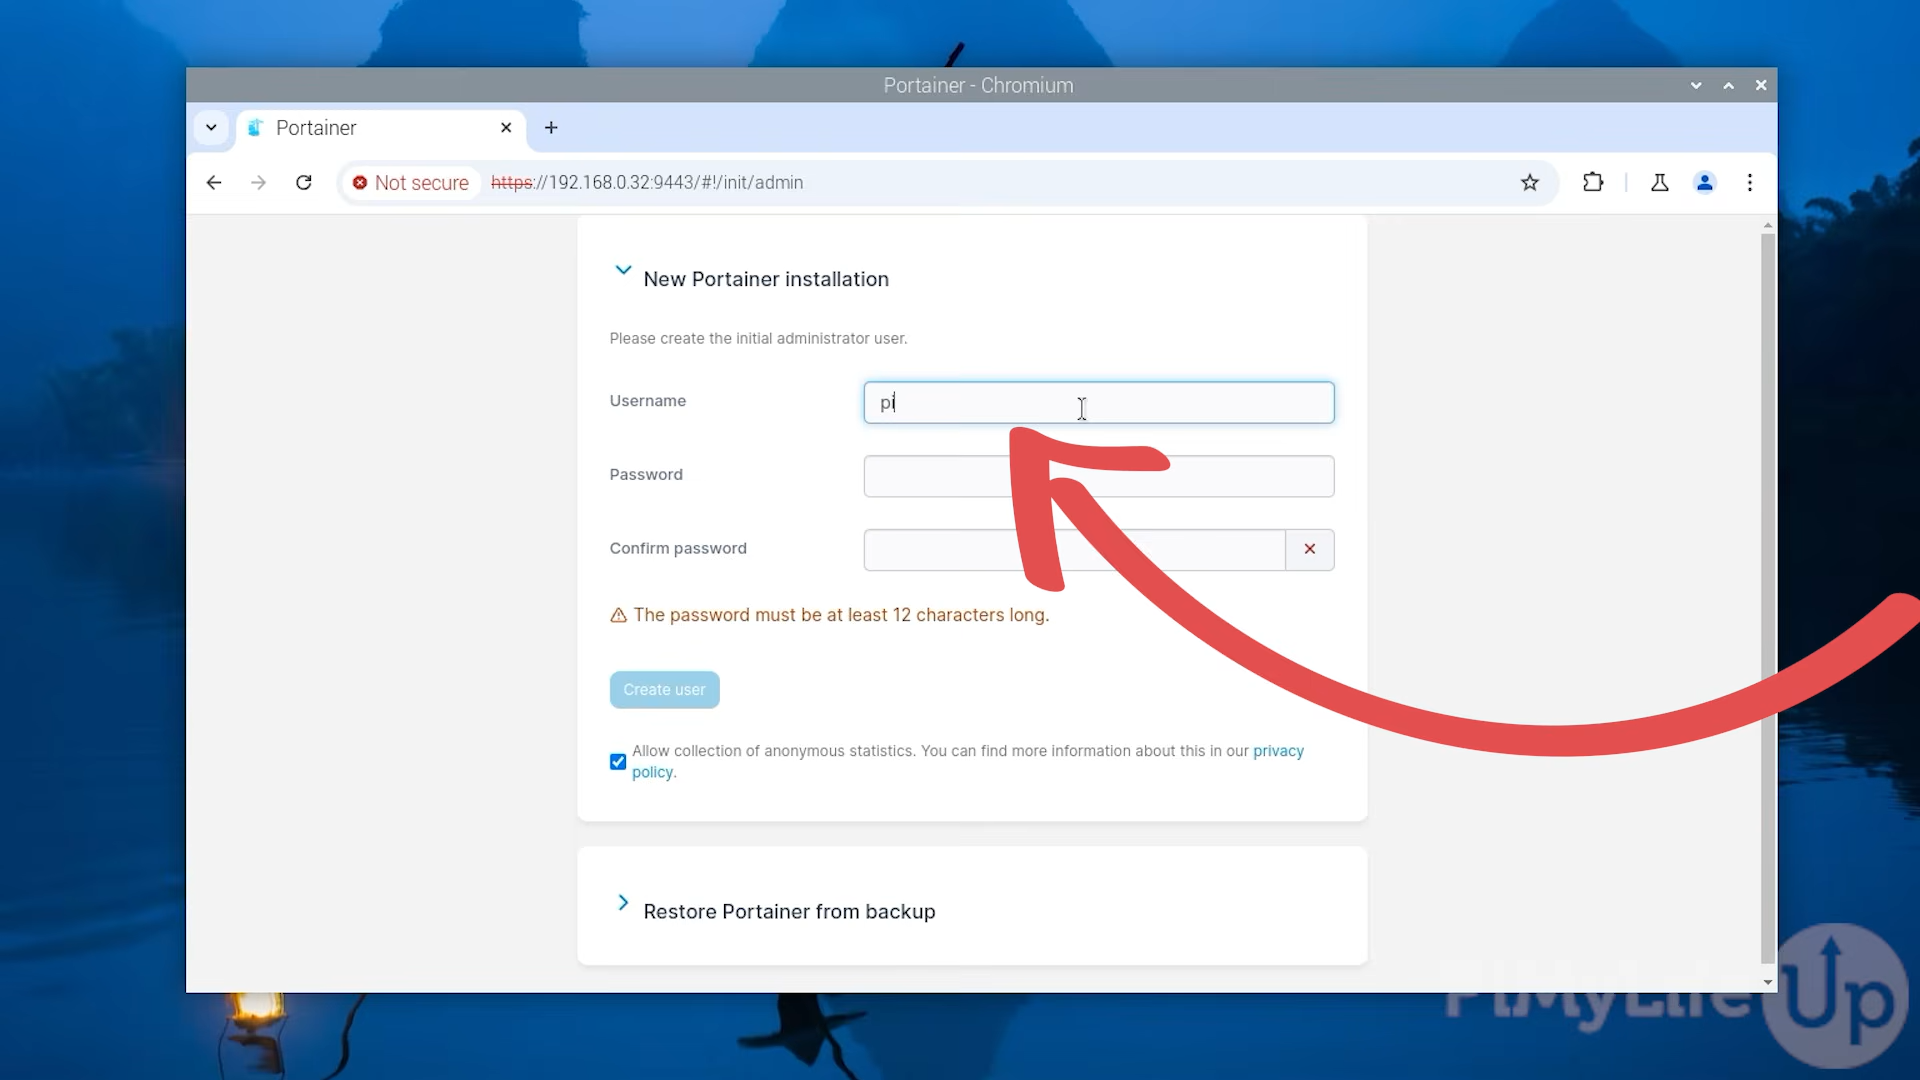 Portainer - Chromium
Portainer
Not secure https://192.168.0.32:9443/#!/init/admin
New Portainer installation
Please create the initial administrator user.
Username
pi
Password
Confirm password
The password must be at least 12 characters long.
Create user
Allow collection of anonymous statistics. You can find more information about this in our privacy
policy.
Restore Portainer from backup
PiMyLifeUp